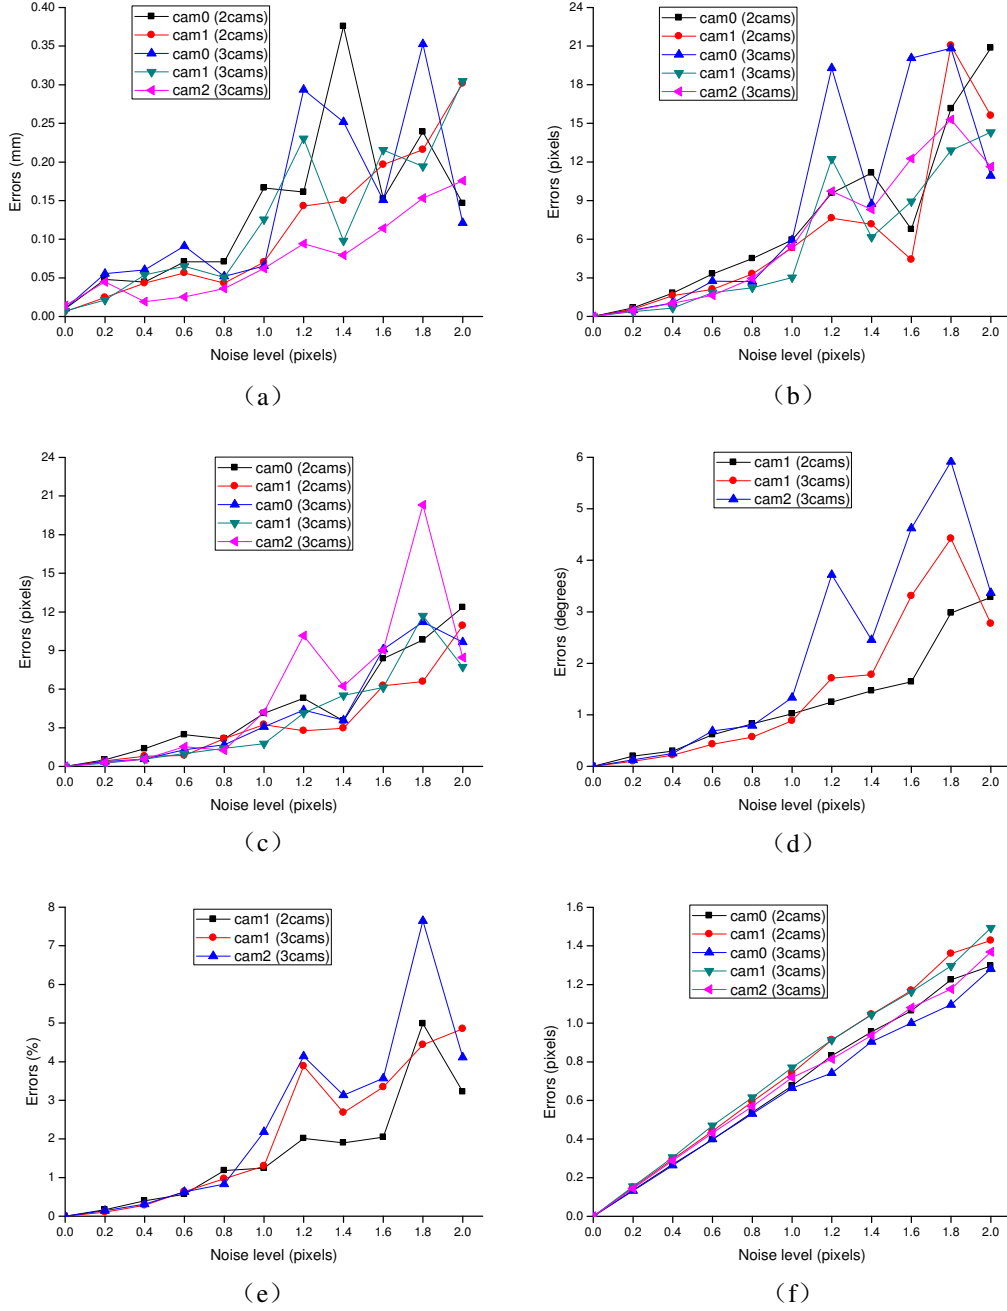 cam0 (2cams)
cam1 (2cams)
cam0 (3cams)
cam1 (3cams)
cam2 (3cams)
0.40
0.35
0.30
0.25
0.20
0.15
0.10
0.05
0.00
Errors (mm)
0.0 0.2 0.4 0.6 0.8 1.0 1.2 1.4 1.6 1.8 2.0
Noise level (pixels)
（a）
cam0 (2cams)
cam1 (2cams)
cam0 (3cams)
cam1 (3cams)
cam2 (3cams)
24
21
18
15
12
9
6
3
0
Errors (pixels)
0.0 0.2 0.4 0.6 0.8 1.0 1.2 1.4 1.6 1.8 2.0
Noise level (pixels)
（b）
cam0 (2cams)
cam1 (2cams)
cam0 (3cams)
cam1 (3cams)
cam2 (3cams)
24
21
18
15
12
9
6
3
0
Errors (pixels)
0.0 0.2 0.4 0.6 0.8 1.0 1.2 1.4 1.6 1.8 2.0
Noise level (pixels)
（c）
cam1 (2cams)
cam1 (3cams)
cam2 (3cams)
6
5
4
3
2
1
0
Errors (degrees)
0.0 0.2 0.4 0.6 0.8 1.0 1.2 1.4 1.6 1.8 2.0
Noise level (pixels)
（d）
cam1 (2cams)
cam1 (3cams)
cam2 (3cams)
8
7
6
5
4
3
2
1
0
Errors (%)
0.0 0.2 0.4 0.6 0.8 1.0 1.2 1.4 1.6 1.8 2.0
Noise level (pixels)
（e）
cam0 (2cams)
cam1 (2cams)
cam0 (3cams)
cam1 (3cams)
cam2 (3cams)
1.6
1.4
1.2
1.0
0.8
0.6
0.4
0.2
0.0
Errors (pixels)
0.0 0.2 0.4 0.6 0.8 1.0 1.2 1.4 1.6 1.8 2.0
Noise level (pixels)
（f）